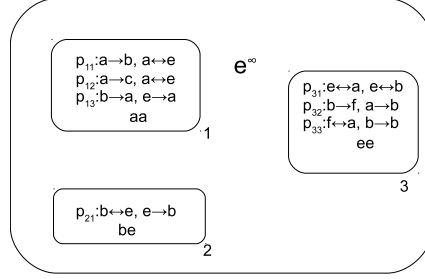 p₁₁:a→b, a↔e
p₁₂:a→c, a↔e
p₁₃:b→a, e→a
aa
1
e∞
p₃₁:e↔a, e↔b
p₃₂:b→f, a→b
p₃₃:f↔a, b→b
ee
3
p₂₁:b↔e, e→b
be
2